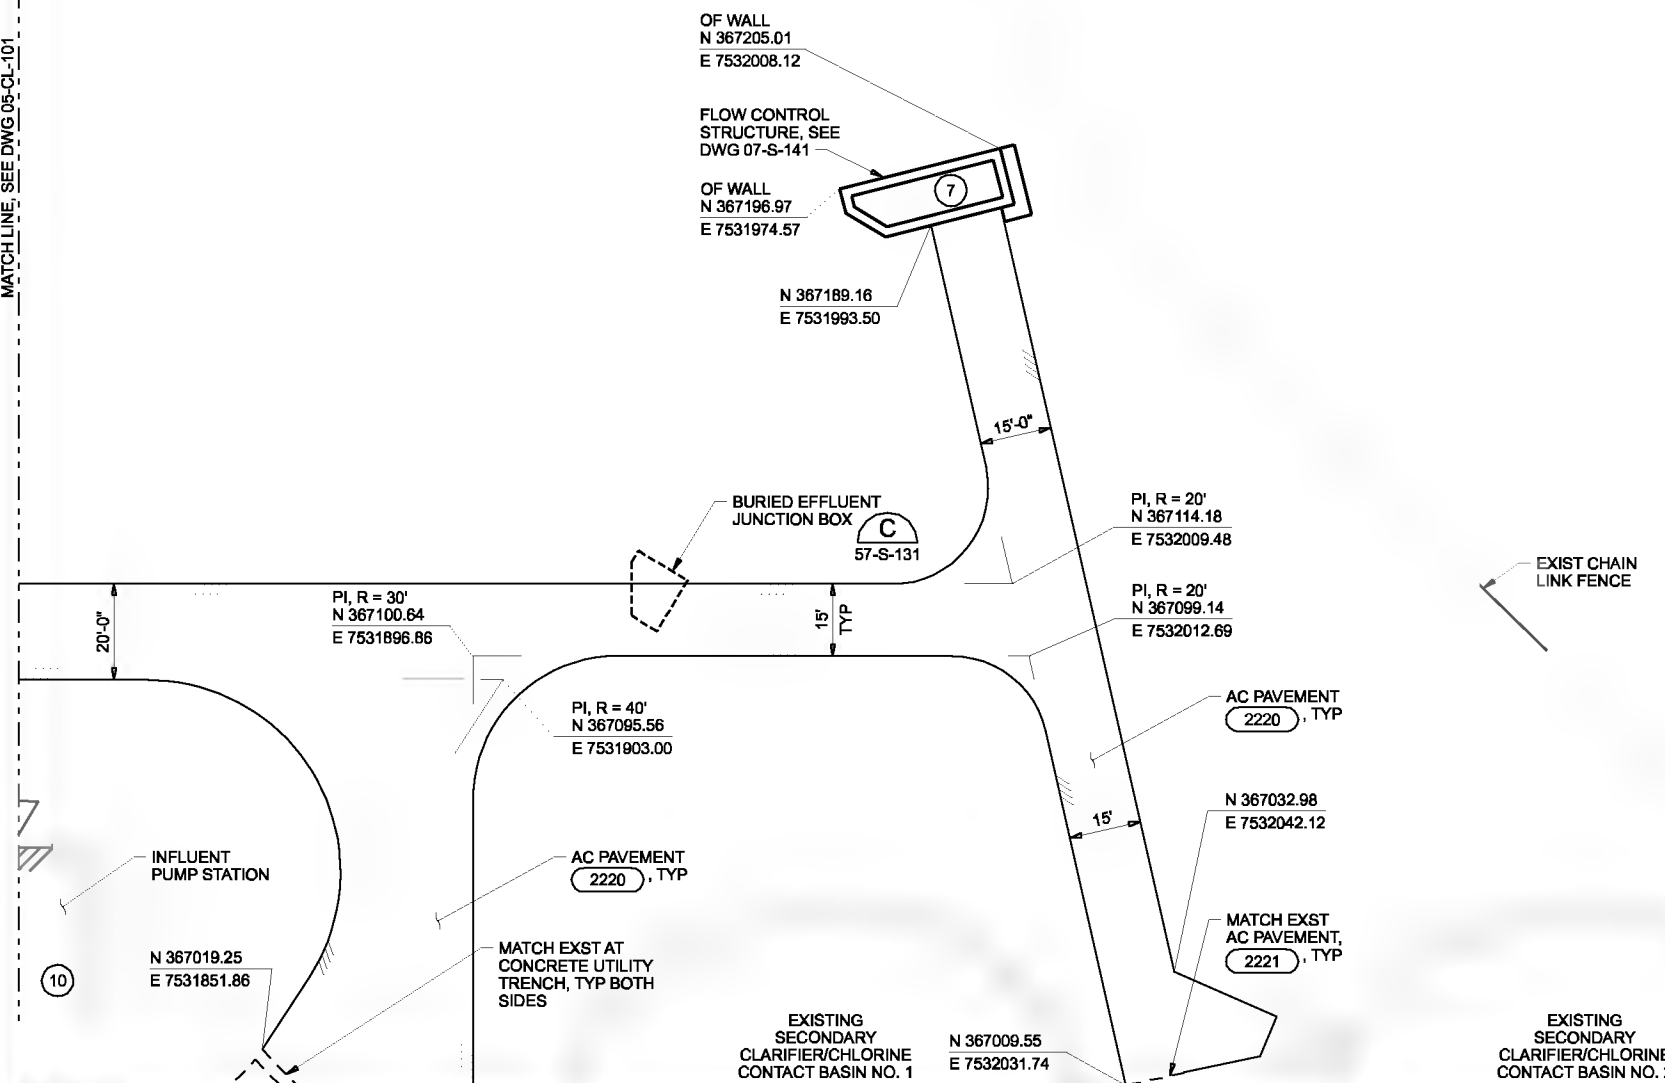 MATCH LINE, SEE DWG 05-CL-101
OF WALL
N 367205.01
E 7532008.12
FLOW CONTROL
STRUCTURE, SEE
DWG 07-S-141
7
OF WALL
N 367196.97
E 7531974.57
N 367189.16
E 7531993.50
15'-0"
BURIED EFFLUENT
JUNCTION BOX
C
57-S-131
PI, R = 20'
N 367114.18
E 7532009.48
EXIST CHAIN
LINK FENCE
20'-0"
PI, R = 30'
N 367100.64
E 7531896.86
15'
TYP
PI, R = 20'
N 367099.14
E 7532012.69
PI, R = 40'
N 367095.56
E 7531903.00
AC PAVEMENT
2220 , TYP
15'
N 367032.98
E 7532042.12
INFLUENT
PUMP STATION
AC PAVEMENT
2220 , TYP
MATCH EXST
AC PAVEMENT,
2221 , TYP
N 367019.25
E 7531851.86
10
MATCH EXST AT
CONCRETE UTILITY
TRENCH, TYP BOTH
SIDES
EXISTING
SECONDARY
CLARIFIER/CHLORINE
CONTACT BASIN NO. 1
N 367009.55
E 7532031.74
EXISTING
SECONDARY
CLARIFIER/CHLORINE
CONTACT BASIN NO.